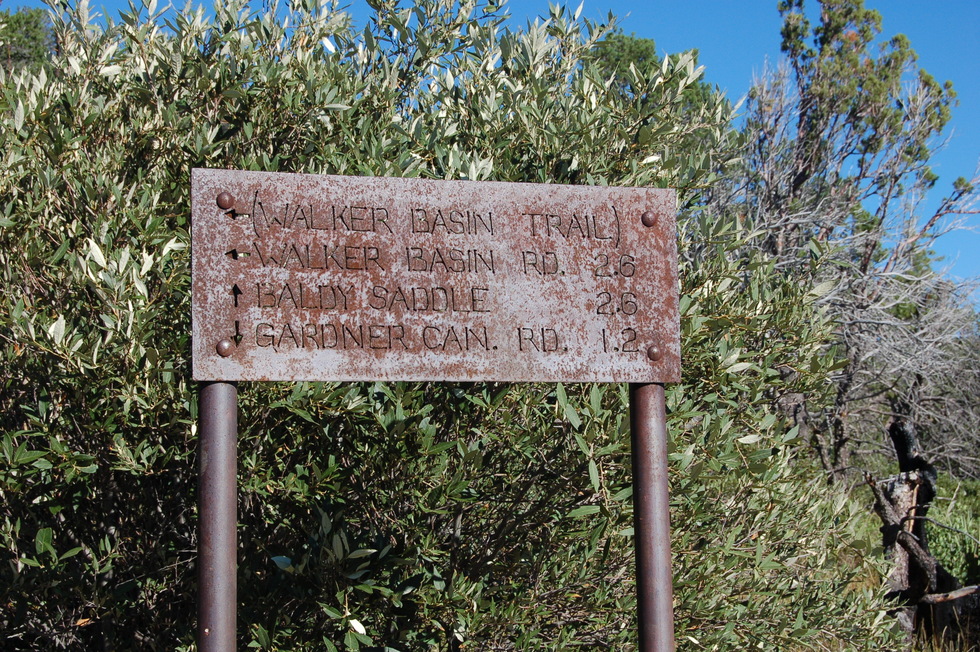 ← (WALKER BASIN TRAIL)
← WALKER BASIN RD. 2.6
↑ BALDY SADDLE 2.6
↓ GARDNER CAN. RD. 1.2